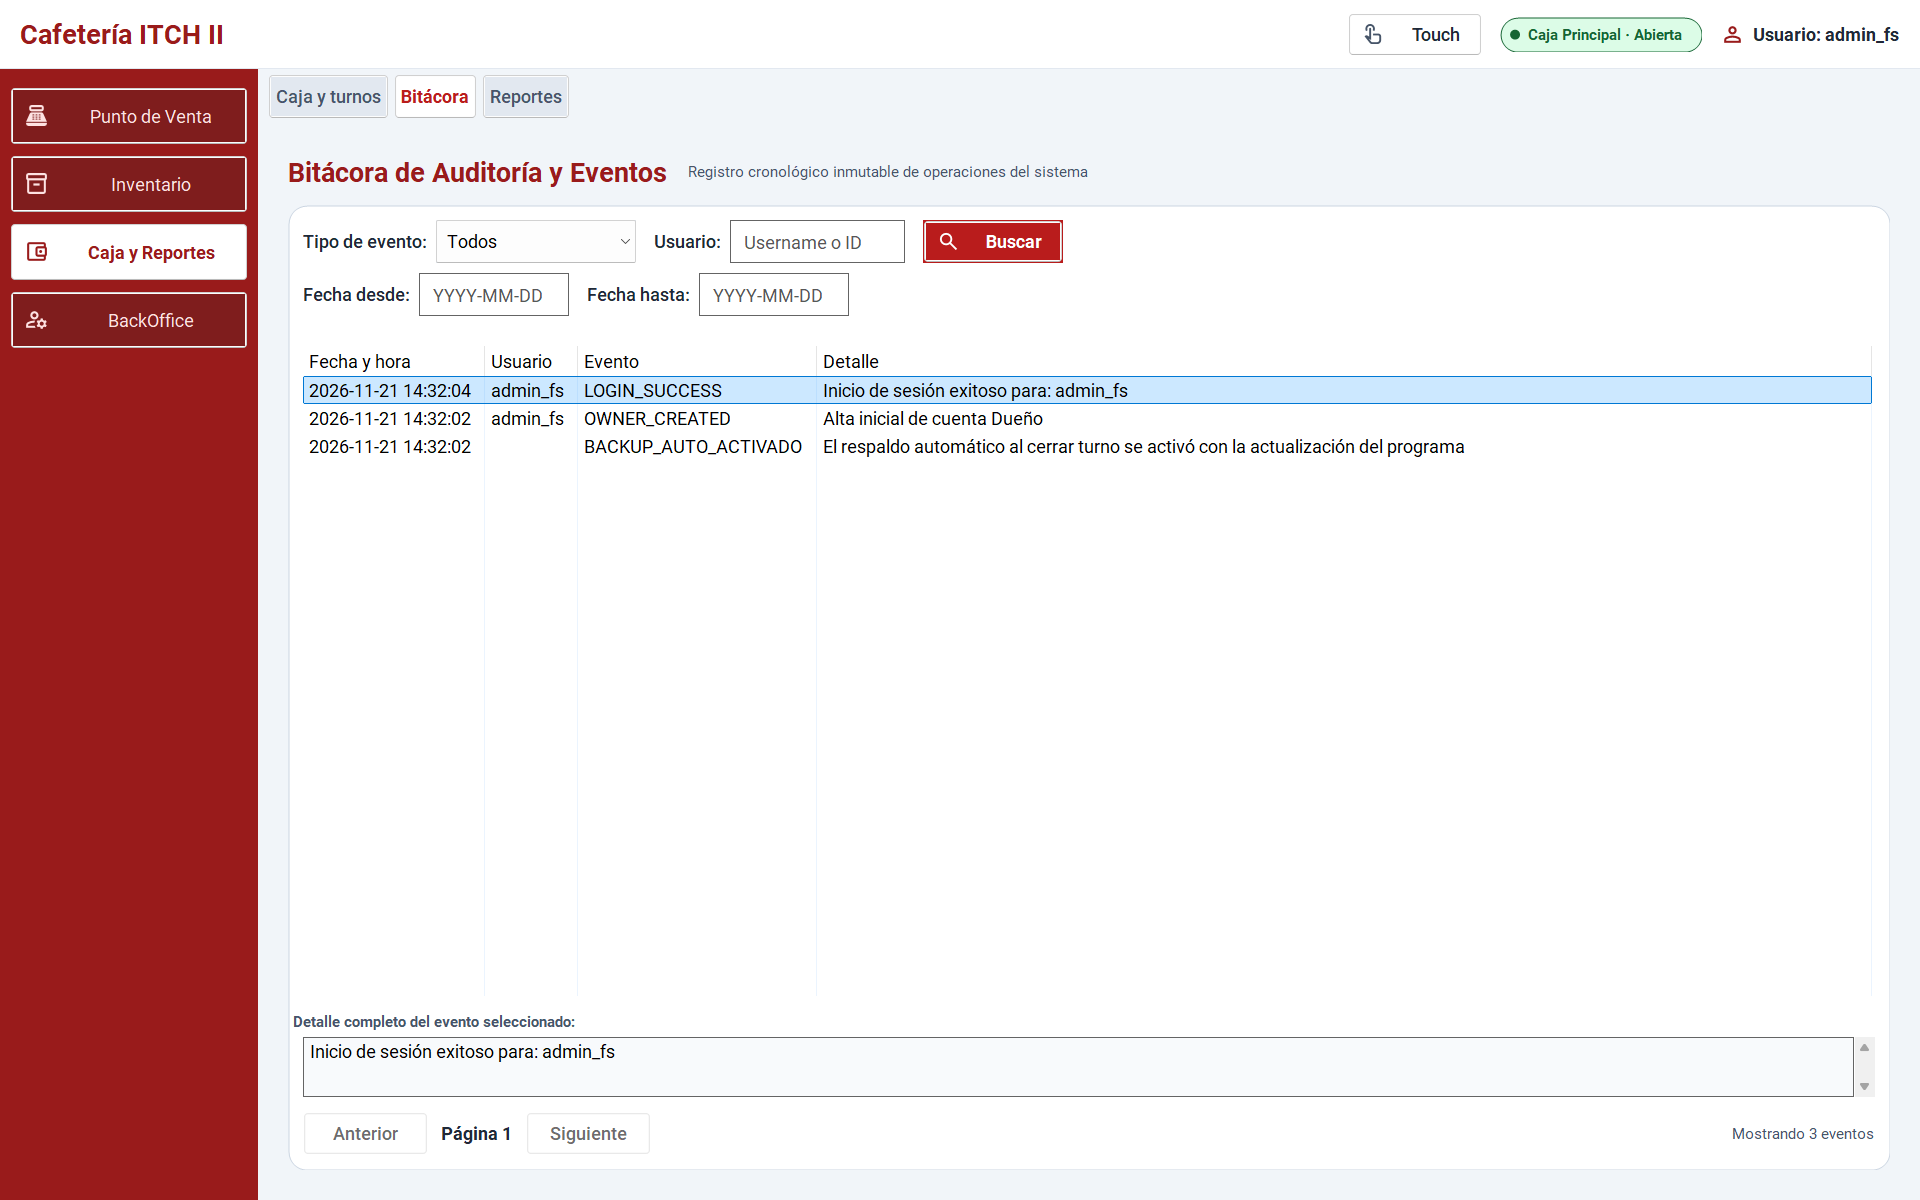 Cafetería ITCH II
Touch
Caja Principal · Abierta
Usuario: admin_fs
Punto de Venta
Inventario
Caja y Reportes
BackOffice
Caja y turnos
Bitácora
Reportes
Bitácora de Auditoría y Eventos
Registro cronológico inmutable de operaciones del sistema
Tipo de evento: Todos Usuario: Username o ID Buscar
Fecha desde: YYYY-MM-DD Fecha hasta: YYYY-MM-DD
Fecha y hora Usuario Evento Detalle
2026-11-21 14:32:04 admin_fs LOGIN_SUCCESS Inicio de sesión exitoso para: admin_fs
2026-11-21 14:32:02 admin_fs OWNER_CREATED Alta inicial de cuenta Dueño
2026-11-21 14:32:02 BACKUP_AUTO_ACTIVADO El respaldo automático al cerrar turno se activó con la actualización del programa
Detalle completo del evento seleccionado:
Inicio de sesión exitoso para: admin_fs
Anterior Página 1 Siguiente
Mostrando 3 eventos